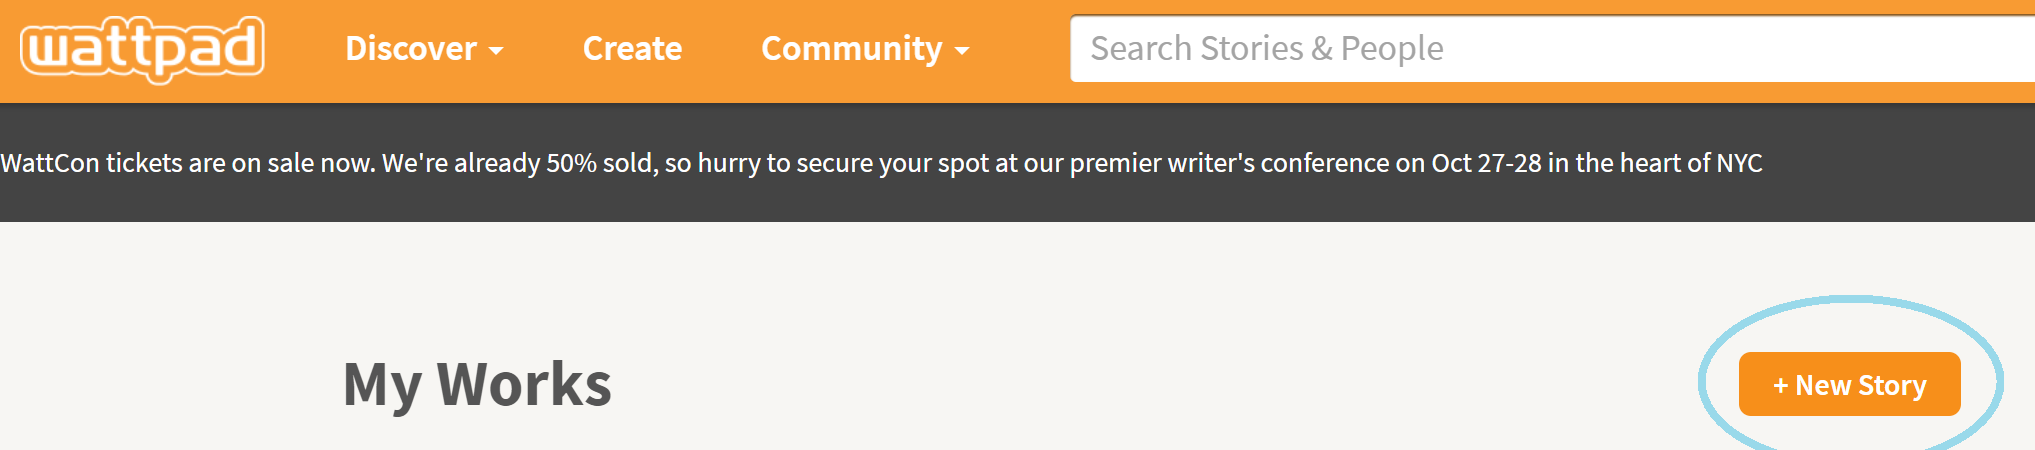 wattpad Discover Create Community Search Stories & People
WattCon tickets are on sale now. We're already 50% sold, so hurry to secure your spot at our premier writer's conference on Oct 27-28 in the heart of NYC
My Works + New Story